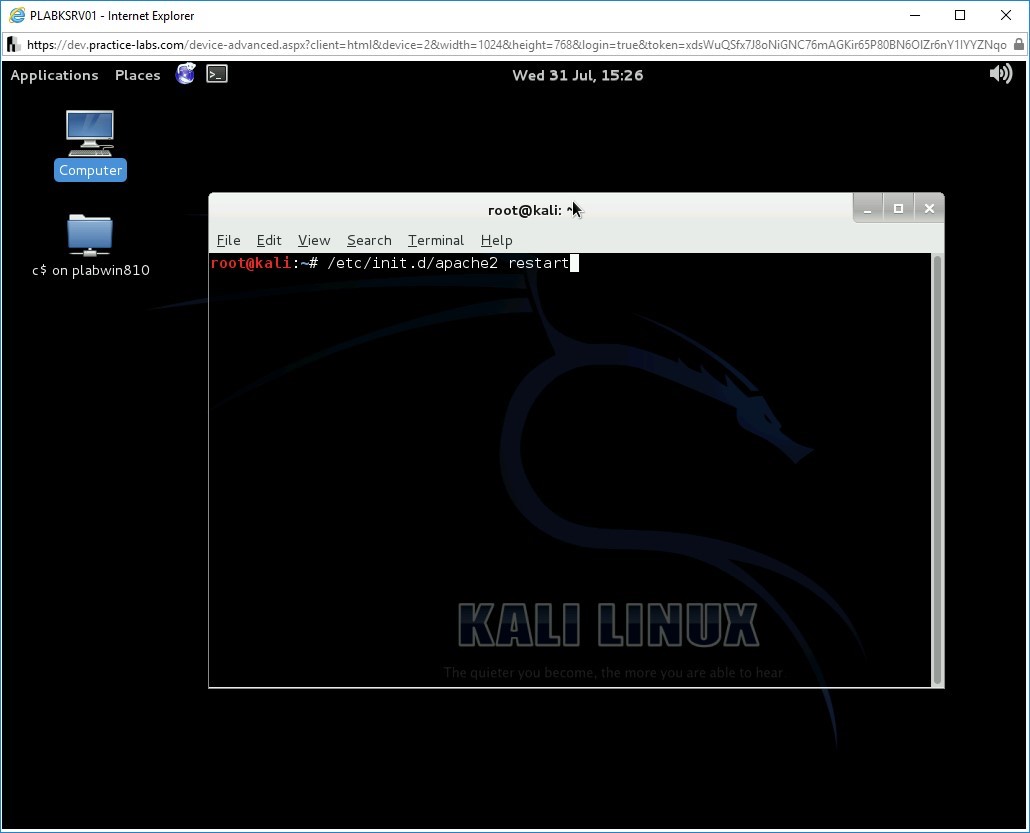 PLABKSRV01 - Internet Explorer
https://dev.practice-labs.com/device-advanced.aspx?client=html&device=2&width=1024&height=768&login=true&token=xdsWuQSfx7J8oNiGNC76mAGKir65P80BN6OIZr6nY1IYYZNqo
Applications Places Wed 31 Jul, 15:26
Computer
c$ on plabwin810
root@kali: ~
File Edit View Search Terminal Help
root@kali:~# /etc/init.d/apache2 restart
KALI LINUX
The quieter you become, the more you are able to hear